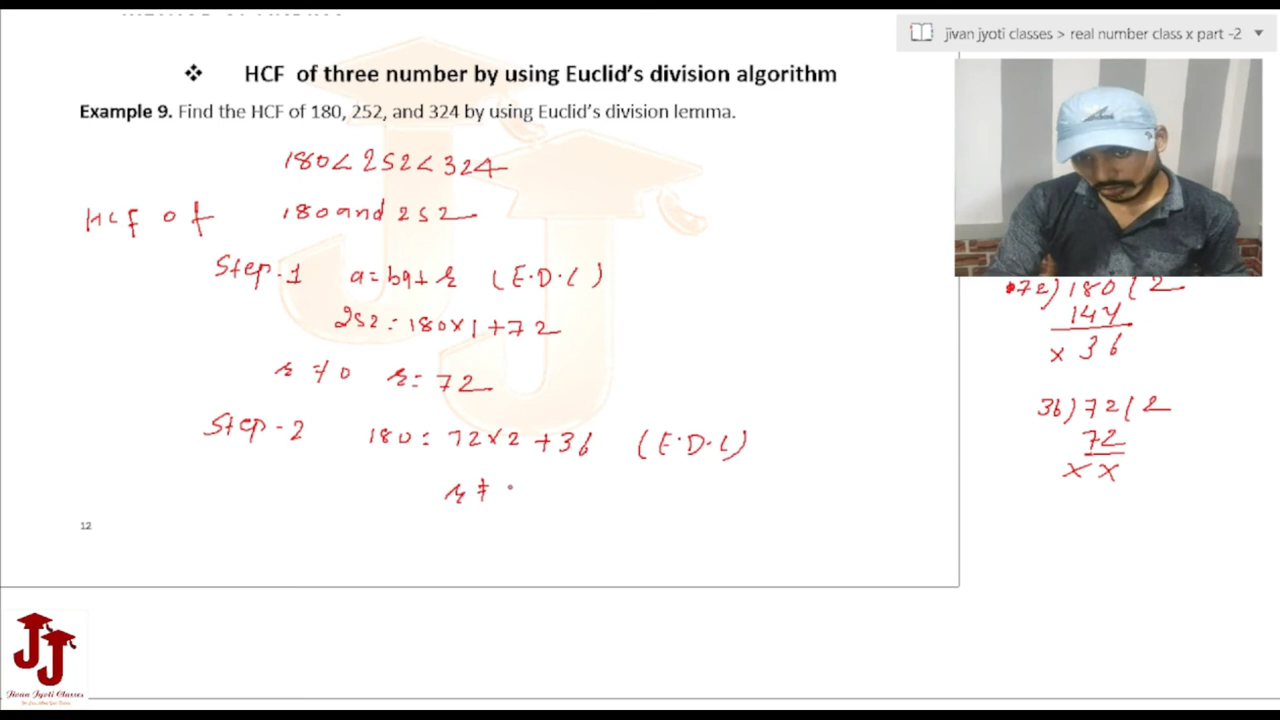 jivan jyoti classes > real number class x part -2
❖ HCF of three number by using Euclid's division algorithm
Example 9. Find the HCF of 180, 252, and 324 by using Euclid's division lemma.
180 < 252 < 324
HCF of 180 and 252
Step-1 a = bq + r (E.D.L)
252 = 180 × 1 + 72
r ≠ 0 r = 72
Step-2 180 = 72 × 2 + 36 (E.D.L)
r ≠
72) 180 ( 2
144
× 36
36) 72 ( 2
72
× ×
12
JJ
Jivan Jyoti Classes